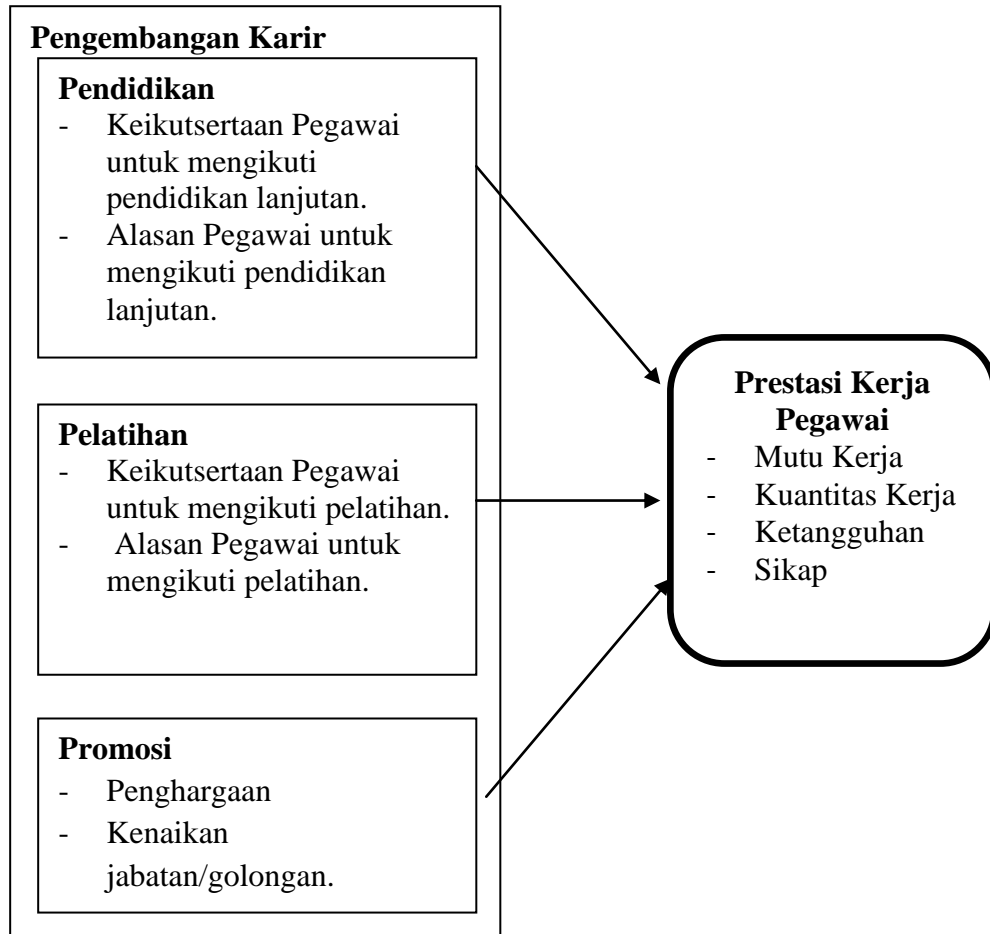 Pengembangan Karir
Pendidikan
- Keikutsertaan Pegawai
untuk mengikuti
pendidikan lanjutan.
- Alasan Pegawai untuk
mengikuti pendidikan
lanjutan.
Pelatihan
- Keikutsertaan Pegawai
untuk mengikuti pelatihan.
- Alasan Pegawai untuk
mengikuti pelatihan.
Promosi
- Penghargaan
- Kenaikan
jabatan/golongan.
Prestasi Kerja
Pegawai
- Mutu Kerja
- Kuantitas Kerja
- Ketangguhan
- Sikap